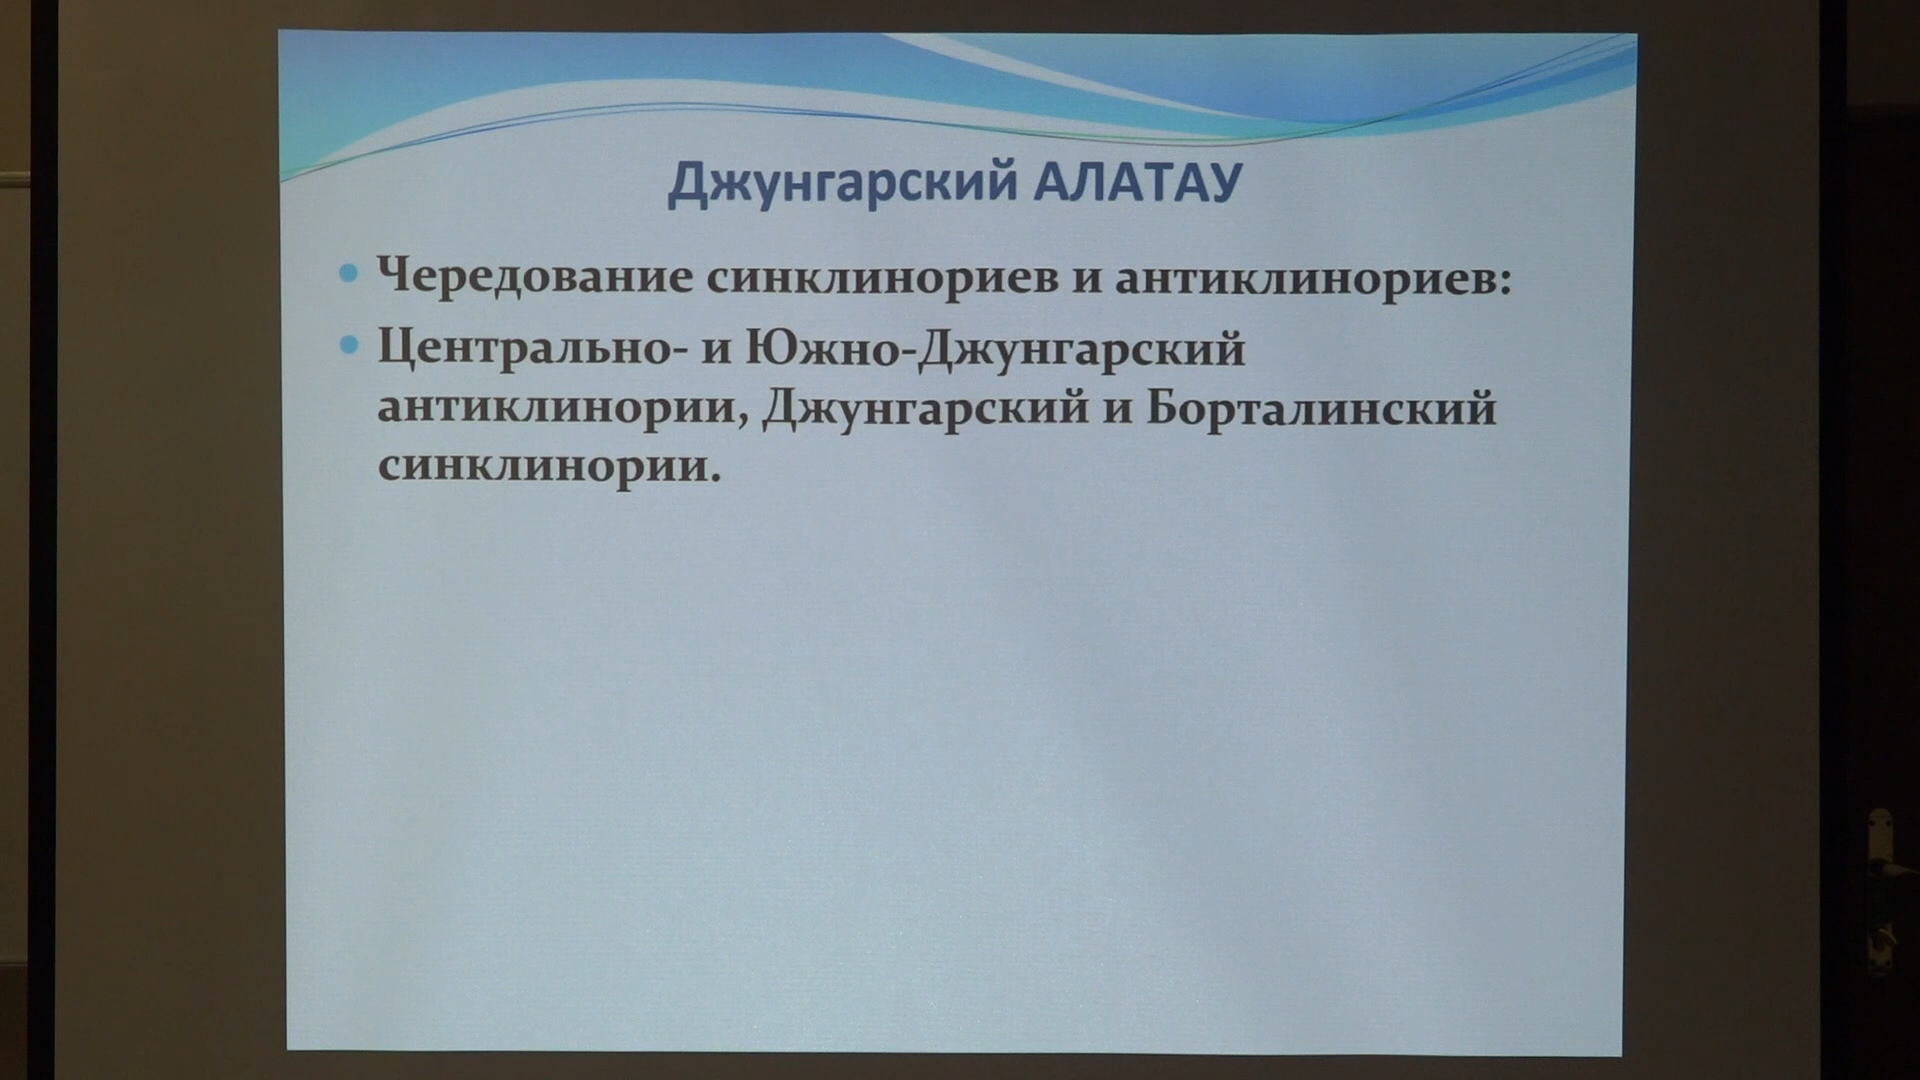 Джунгарский АЛАТАУ
• Чередование синклинориев и антиклинориев:
• Центрально- и Южно-Джунгарский
антиклинории, Джунгарский и Борталинский
синклинории.